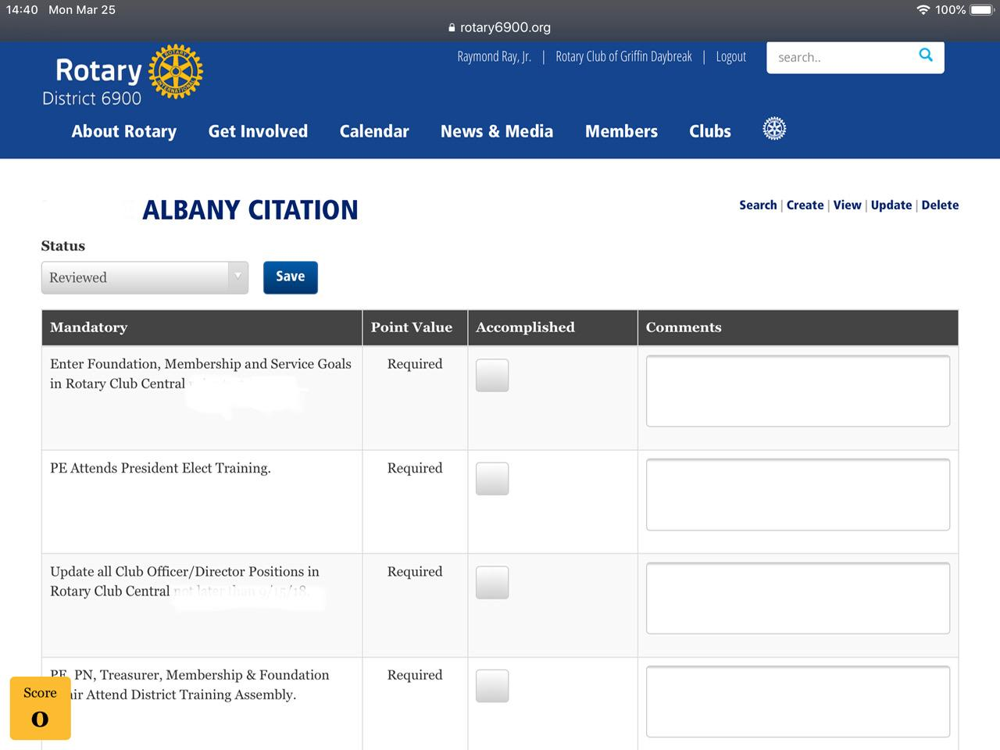 14:40 Mon Mar 25
100%
rotary6900.org
Raymond Ray, Jr. | Rotary Club of Griffin Daybreak | Logout
search..
Rotary
ROTARY INTERNATIONAL
District 6900
About Rotary Get Involved Calendar News & Media Members Clubs
ALBANY CITATION
Search | Create | View | Update | Delete
Status
Reviewed
Save
Mandatory Point Value Accomplished Comments
Enter Foundation, Membership and Service Goals Required
in Rotary Club Central
PE Attends President Elect Training. Required
Update all Club Officer/Director Positions in Required
Rotary Club Central not later than 9/15/18.
PE, PN, Treasurer, Membership & Foundation Required
Attend District Training Assembly.
Score
0